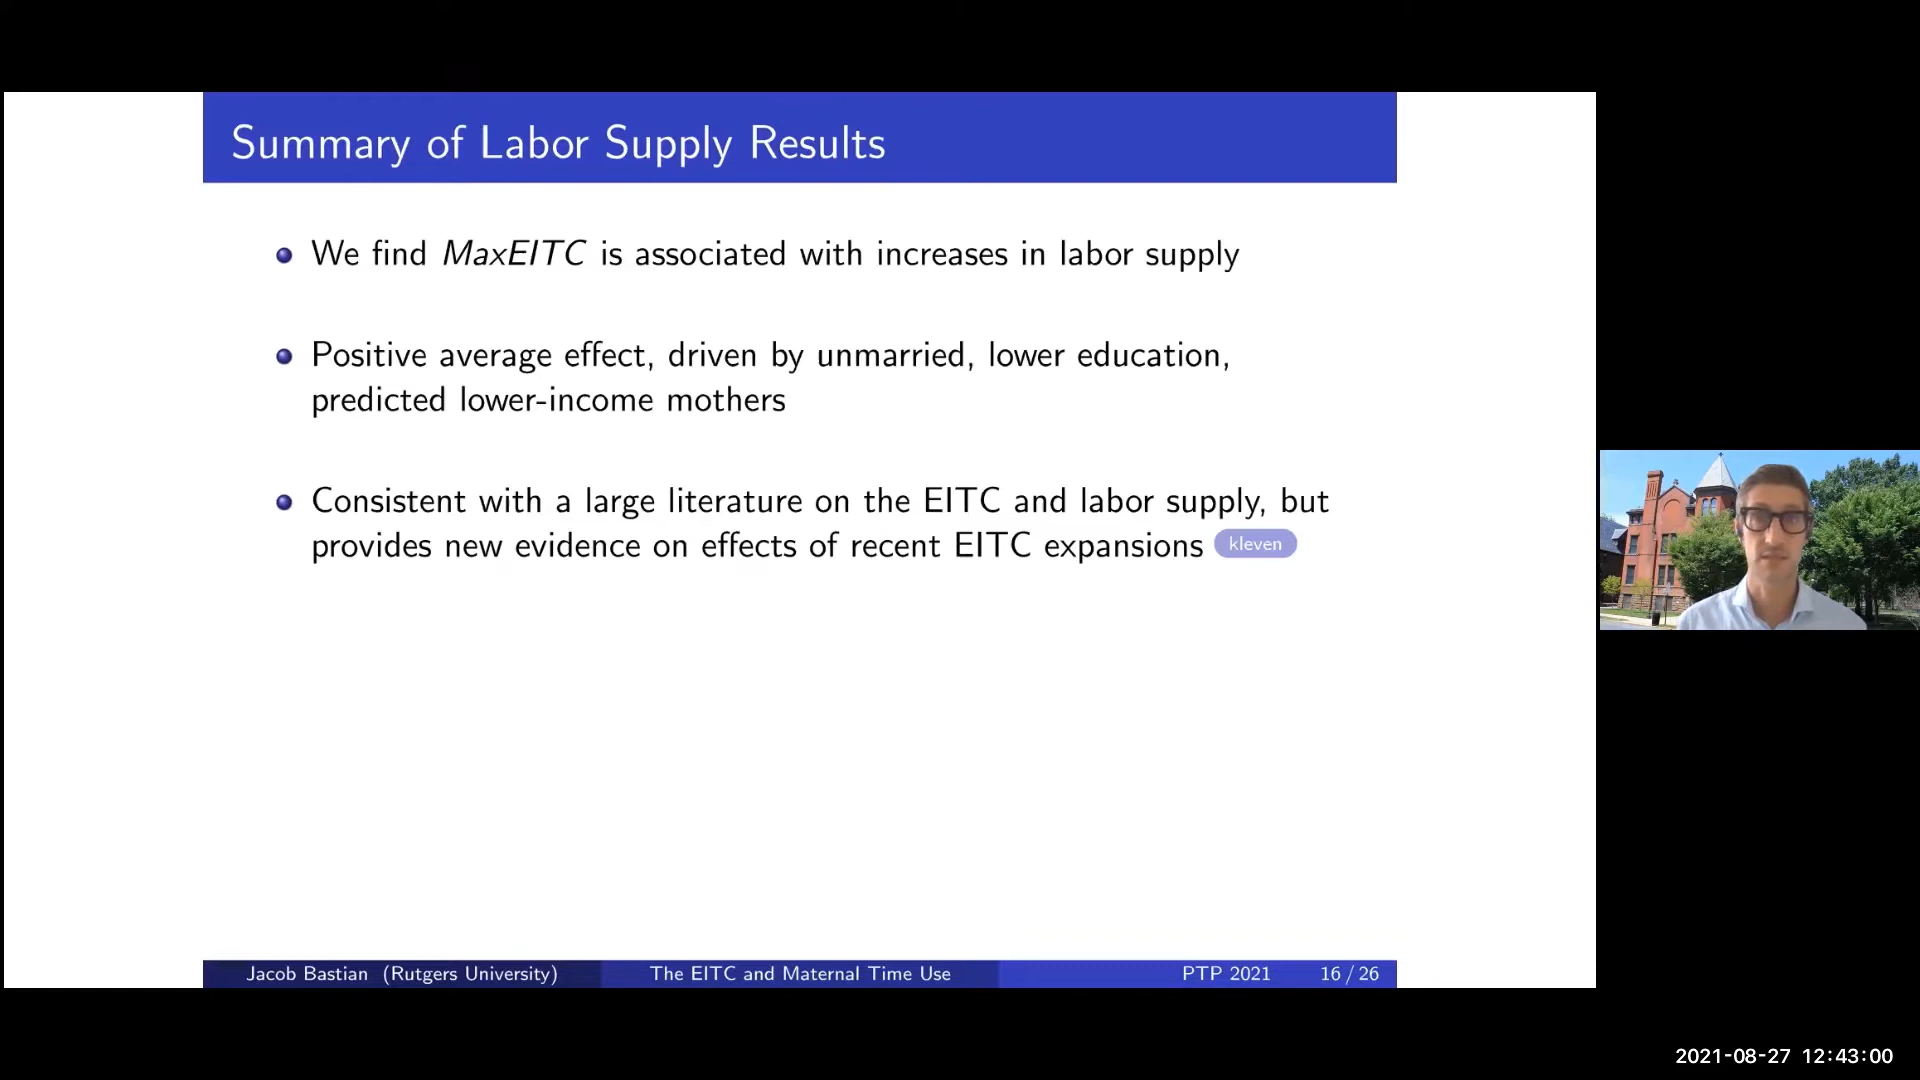 Summary of Labor Supply Results
We find MaxEITC is associated with increases in labor supply
Positive average effect, driven by unmarried, lower education,
predicted lower-income mothers
Consistent with a large literature on the EITC and labor supply, but
provides new evidence on effects of recent EITC expansions kleven
Jacob Bastian (Rutgers University) The EITC and Maternal Time Use PTP 2021 16 / 26
2021-08-27 12:43:00